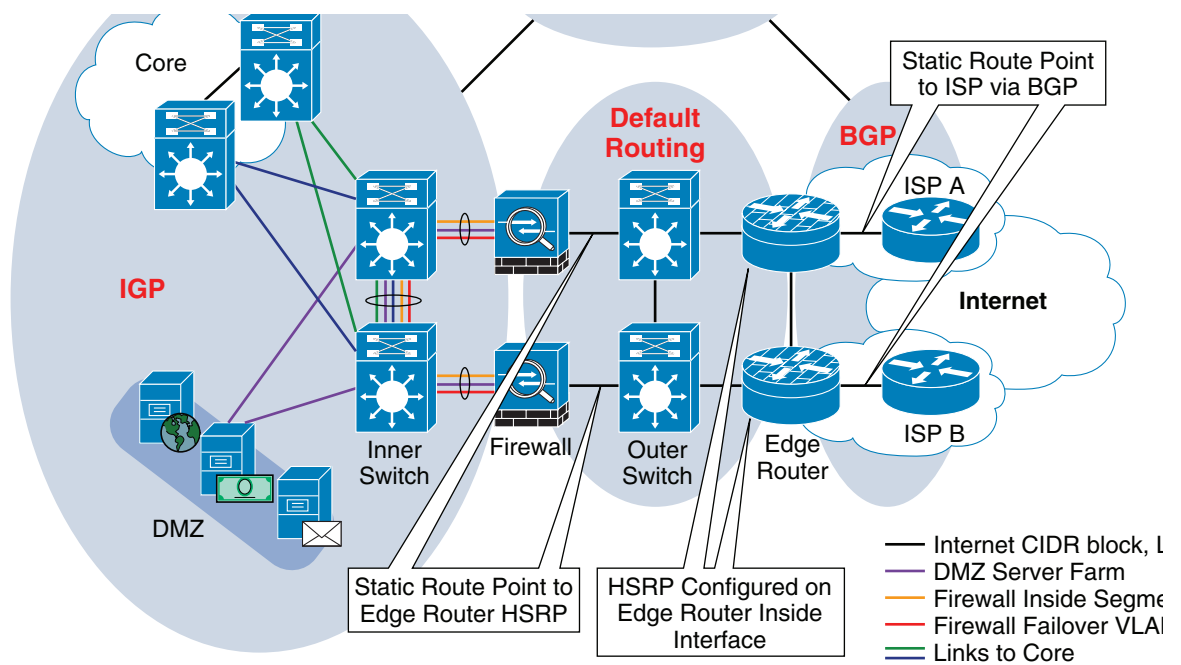 Core
Static Route Point
to ISP via BGP
Default
Routing
BGP
ISP A
IGP
Internet
Inner
Switch
Firewall
Outer
Switch
Edge
Router
ISP B
DMZ
Static Route Point to
Edge Router HSRP
HSRP Configured on
Edge Router Inside
Interface
Internet CIDR block, L
DMZ Server Farm
Firewall Inside Segme
Firewall Failover VLA
Links to Core